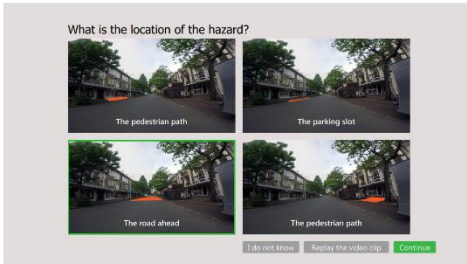 What is the location of the hazard?
The pedestrian path
The parking slot
The road ahead
The pedestrian path
I do not know
Replay the video clip
Continue